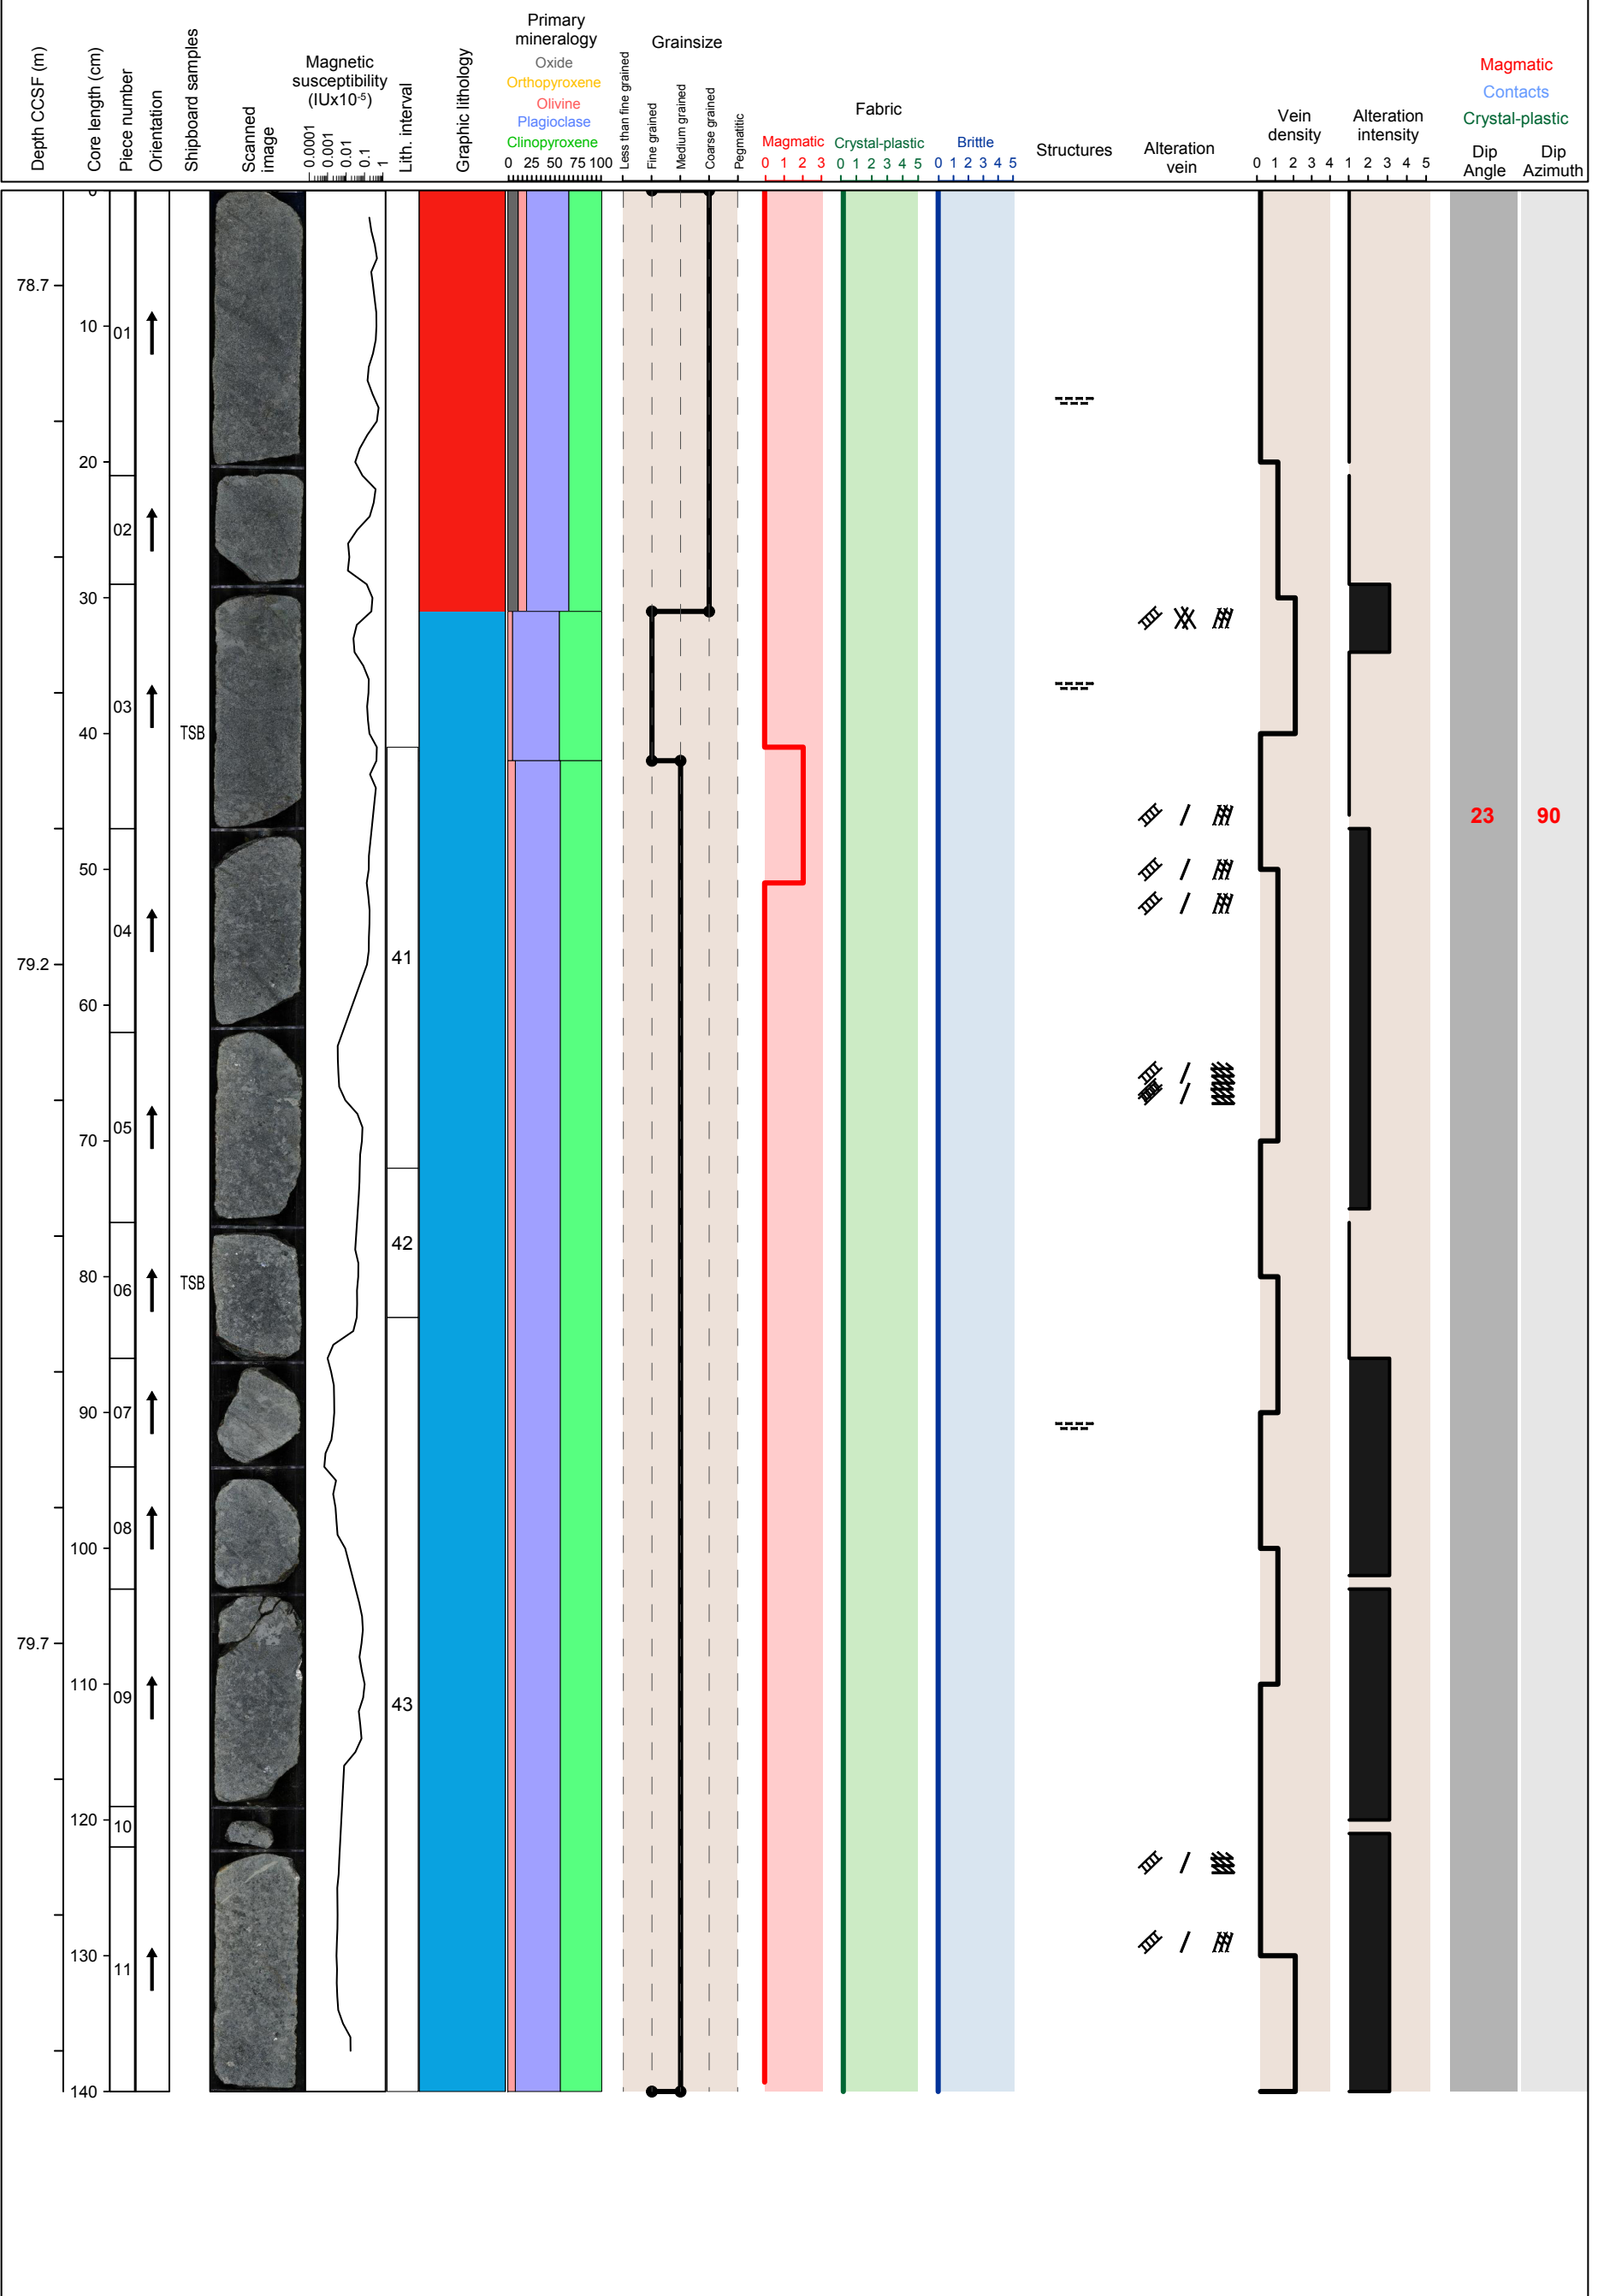 Depth CCSF (m)
Core length (cm)
Piece number
Orientation
Shipboard samples
Scanned
image
Magnetic
susceptibility
(IUx10-5)
0.0001
0.001
0.01
0.1
1
Lith. interval
Graphic lithology
Primary
mineralogy
Oxide
Orthopyroxene
Olivine
Plagioclase
Clinopyroxene
0 25 50 75 100
Grainsize
Less than fine grained
Fine grained
Medium grained
Coarse grained
Pegmatitic
Fabric
Magmatic
0 1 2 3
Crystal-plastic
0 1 2 3 4 5
Brittle
0 1 2 3 4 5
Structures
Alteration
vein
Vein
density
0 1 2 3 4
Alteration
intensity
1 2 3 4 5
Magmatic
Contacts
Crystal-plastic
Dip
Angle
Dip
Azimuth
0
78.7
10
01
20
02
30
03
40
TSB
23 90
50
04
41
79.2
60
05
70
42
80
06
TSB
90
07
08
100
79.7
110
09
43
120
10
130
11
140